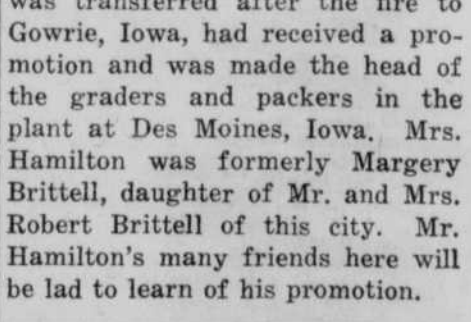 was transferred after the fire to
Gowrie, Iowa, had received a pro-
motion and was made the head of
the graders and packers in the
plant at Des Moines, Iowa. Mrs.
Hamilton was formerly Margery
Brittell, daughter of Mr. and Mrs.
Robert Brittell of this city. Mr.
Hamilton's many friends here will
be lad to learn of his promotion.